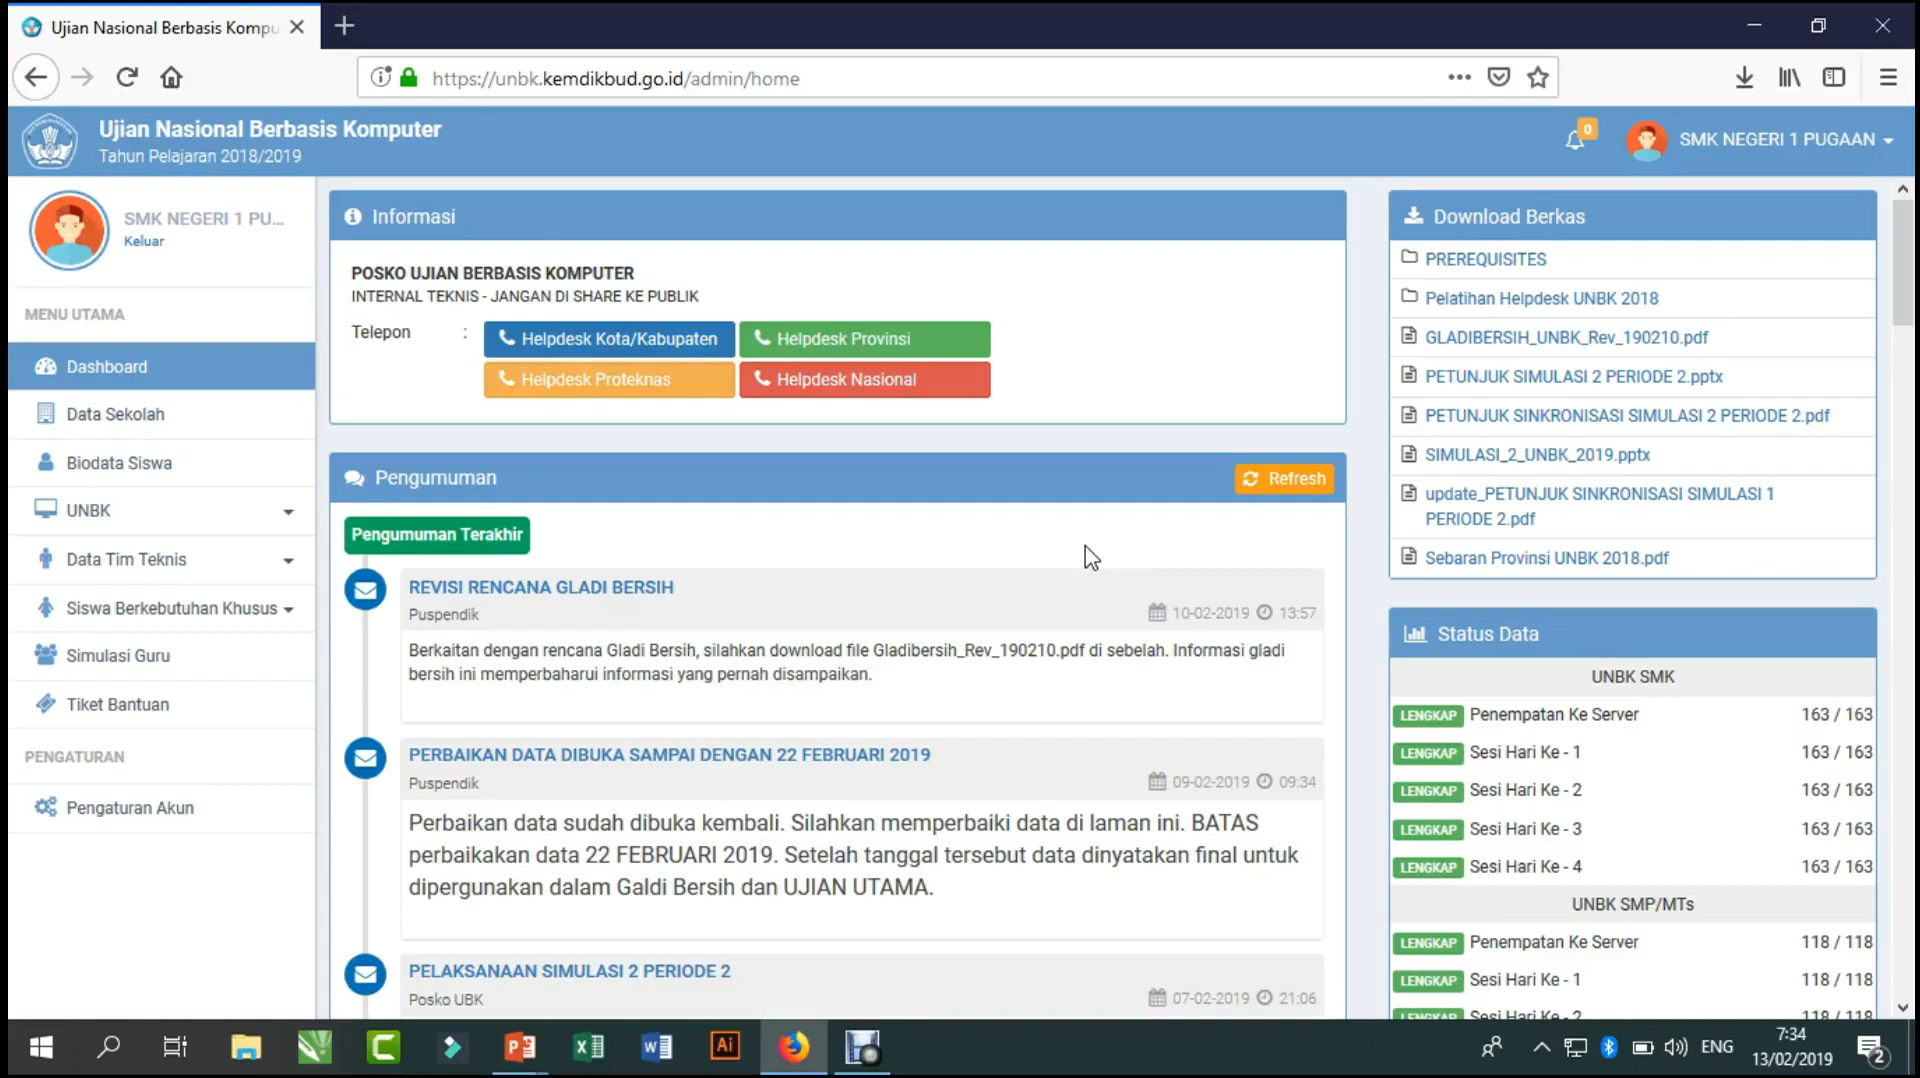 Ujian Nasional Berbasis Kompu
https://unbk.kemdikbud.go.id/admin/home
Ujian Nasional Berbasis Komputer
Tahun Pelajaran 2018/2019
0
SMK NEGERI 1 PUGAAN
SMK NEGERI 1 PU...
Keluar
MENU UTAMA
Dashboard
Data Sekolah
Biodata Siswa
UNBK
Data Tim Teknis
Siswa Berkebutuhan Khusus
Simulasi Guru
Tiket Bantuan
PENGATURAN
Pengaturan Akun
Informasi
POSKO UJIAN BERBASIS KOMPUTER
INTERNAL TEKNIS - JANGAN DI SHARE KE PUBLIK
Telepon :
Helpdesk Kota/Kabupaten
Helpdesk Provinsi
Helpdesk Proteknas
Helpdesk Nasional
Pengumuman
Refresh
Pengumuman Terakhir
REVISI RENCANA GLADI BERSIH
Puspendik
10-02-2019 13:57
Berkaitan dengan rencana Gladi Bersih, silahkan download file Gladibersih_Rev_190210.pdf di sebelah. Informasi gladi
bersih ini memperbaharui informasi yang pernah disampaikan.
PERBAIKAN DATA DIBUKA SAMPAI DENGAN 22 FEBRUARI 2019
Puspendik
09-02-2019 09:34
Perbaikan data sudah dibuka kembali. Silahkan memperbaiki data di laman ini. BATAS
perbaikakan data 22 FEBRUARI 2019. Setelah tanggal tersebut data dinyatakan final untuk
dipergunakan dalam Galdi Bersih dan UJIAN UTAMA.
PELAKSANAAN SIMULASI 2 PERIODE 2
Posko UBK
07-02-2019 21:06
Download Berkas
PREREQUISITES
Pelatihan Helpdesk UNBK 2018
GLADIBERSIH_UNBK_Rev_190210.pdf
PETUNJUK SIMULASI 2 PERIODE 2.pptx
PETUNJUK SINKRONISASI SIMULASI 2 PERIODE 2.pdf
SIMULASI_2_UNBK_2019.pptx
update_PETUNJUK SINKRONISASI SIMULASI 1
PERIODE 2.pdf
Sebaran Provinsi UNBK 2018.pdf
Status Data
UNBK SMK
LENGKAP Penempatan Ke Server 163 / 163
LENGKAP Sesi Hari Ke - 1 163 / 163
LENGKAP Sesi Hari Ke - 2 163 / 163
LENGKAP Sesi Hari Ke - 3 163 / 163
LENGKAP Sesi Hari Ke - 4 163 / 163
UNBK SMP/MTs
LENGKAP Penempatan Ke Server 118 / 118
LENGKAP Sesi Hari Ke - 1 118 / 118
LENGKAP Sesi Hari Ke - 2 118 / 118
ENG
7:34
13/02/2019
2